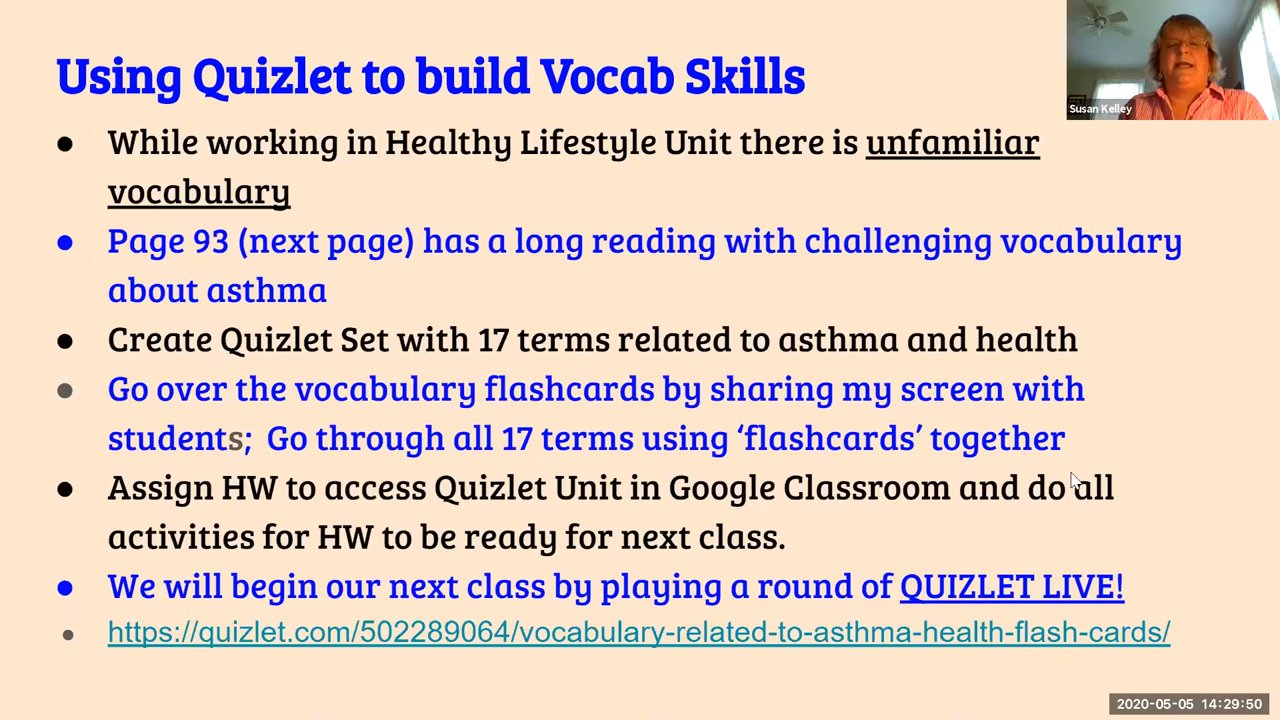 Using Quizlet to build Vocab Skills
Susan Kelley
● While working in Healthy Lifestyle Unit there is unfamiliar
vocabulary
● Page 93 (next page) has a long reading with challenging vocabulary
about asthma
● Create Quizlet Set with 17 terms related to asthma and health
● Go over the vocabulary flashcards by sharing my screen with
students; Go through all 17 terms using ‘flashcards’ together
● Assign HW to access Quizlet Unit in Google Classroom and do all
activities for HW to be ready for next class.
● We will begin our next class by playing a round of QUIZLET LIVE!
● https://quizlet.com/502289064/vocabulary-related-to-asthma-health-flash-cards/
2020-05-05 14:29:50